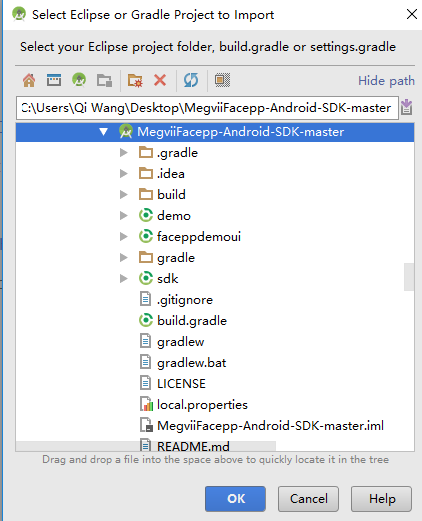 Select Eclipse or Gradle Project to Import
Select your Eclipse project folder, build.gradle or settings.gradle
Hide path
C:\Users\Qi Wang\Desktop\MegviiFacepp-Android-SDK-master
MegviiFacepp-Android-SDK-master
.gradle
.idea
build
demo
faceppdemoui
gradle
sdk
.gitignore
build.gradle
gradlew
gradlew.bat
LICENSE
local.properties
MegviiFacepp-Android-SDK-master.iml
README.md
Drag and drop a file into the space above to quickly locate it in the tree
OK
Cancel
Help